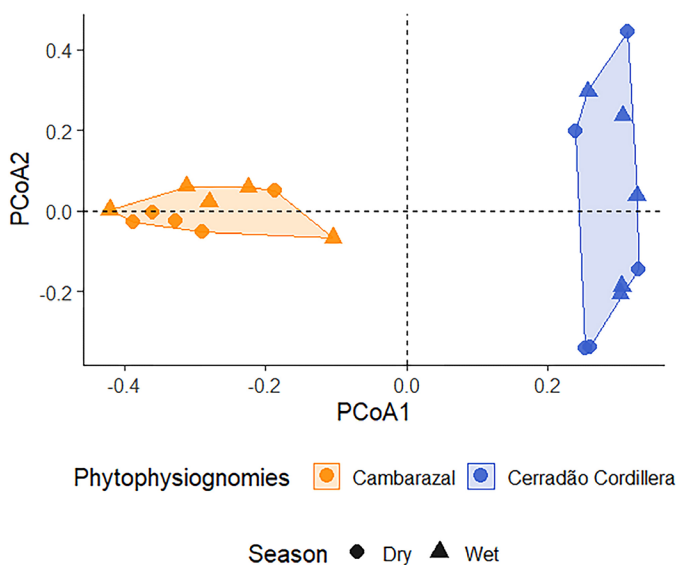 0.4
0.2
0.0
-0.2
PCoA2
-0.4 -0.2 0.0 0.2
PCoA1
Phytophysiognomies Cambarazal Cerradão Cordillera
Season Dry Wet